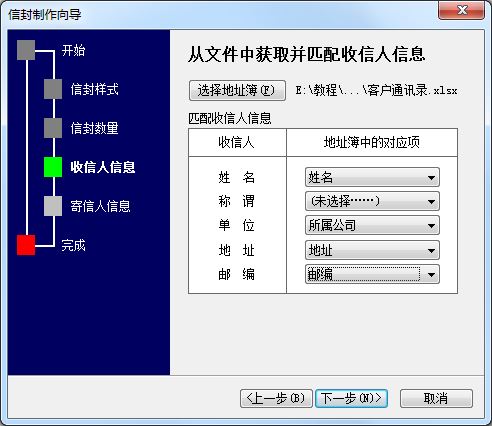 信封制作向导
开始
信封样式
信封数量
收信人信息
寄信人信息
完成
从文件中获取并匹配收信人信息
选择地址簿(F) E:\教程\...\客户通讯录.xlsx
匹配收信人信息
收信人 地址簿中的对应项
姓 名 姓名
称 谓 (未选择……)
单 位 所属公司
地 址 地址
邮 编 邮编
<上一步(B) 下一步(N)> 取消